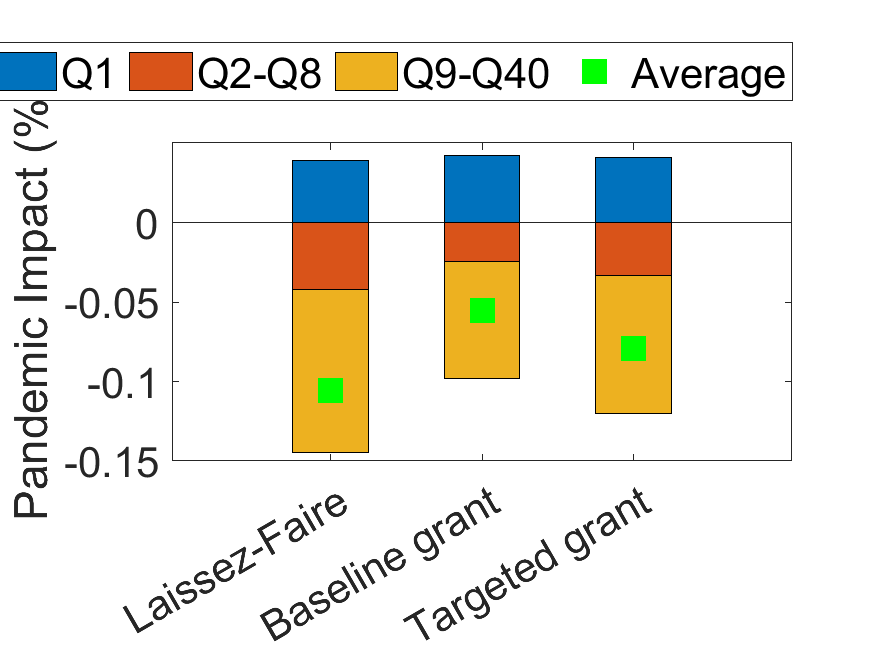 Q1 Q2-Q8 Q9-Q40 Average
Pandemic Impact (%
0
-0.05
-0.1
-0.15
Laissez-Faire
Baseline grant
Targeted grant